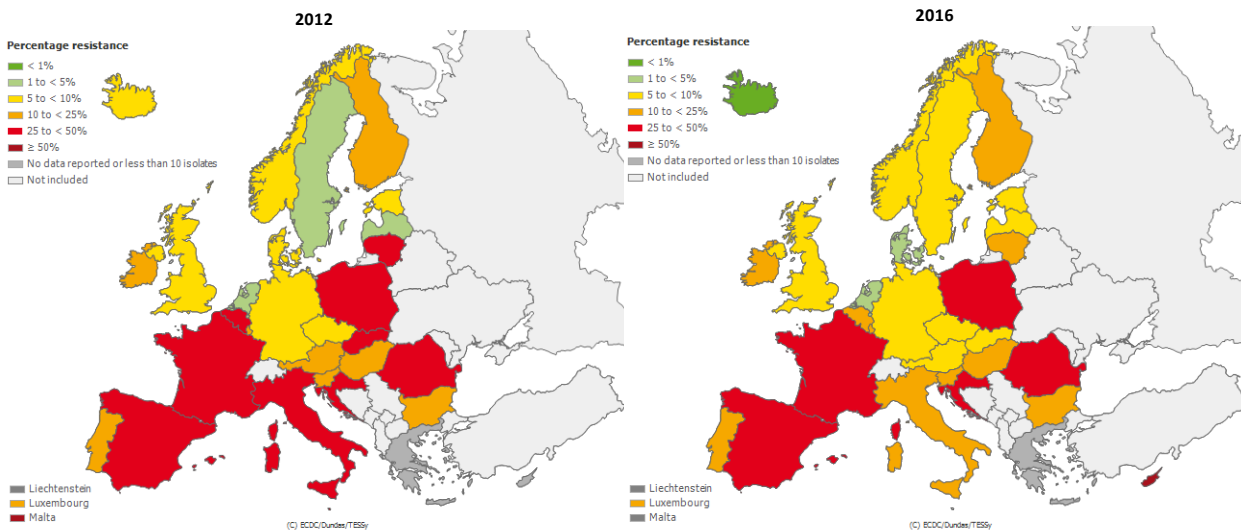 2012
Percentage resistance
< 1%
1 to < 5%
5 to < 10%
10 to < 25%
25 to < 50%
≥ 50%
No data reported or less than 10 isolates
Not included
Liechtenstein
Luxembourg
Malta
(C) ECDC/Dundas/TESSy
2016
Percentage resistance
< 1%
1 to < 5%
5 to < 10%
10 to < 25%
25 to < 50%
≥ 50%
No data reported or less than 10 isolates
Not included
Liechtenstein
Luxembourg
Malta
(C) ECDC/Dundas/TESSy